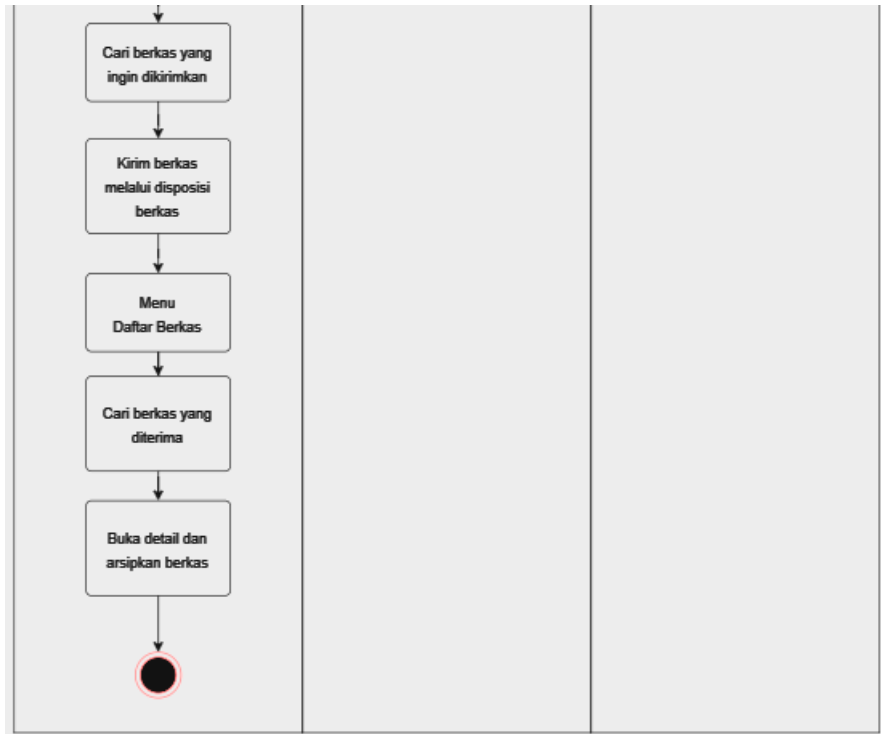 Cari berkas yang
ingin dikirimkan
Kirim berkas
melalui disposisi
berkas
Menu
Daftar Berkas
Cari berkas yang
diterima
Buka detail dan
arsipkan berkas